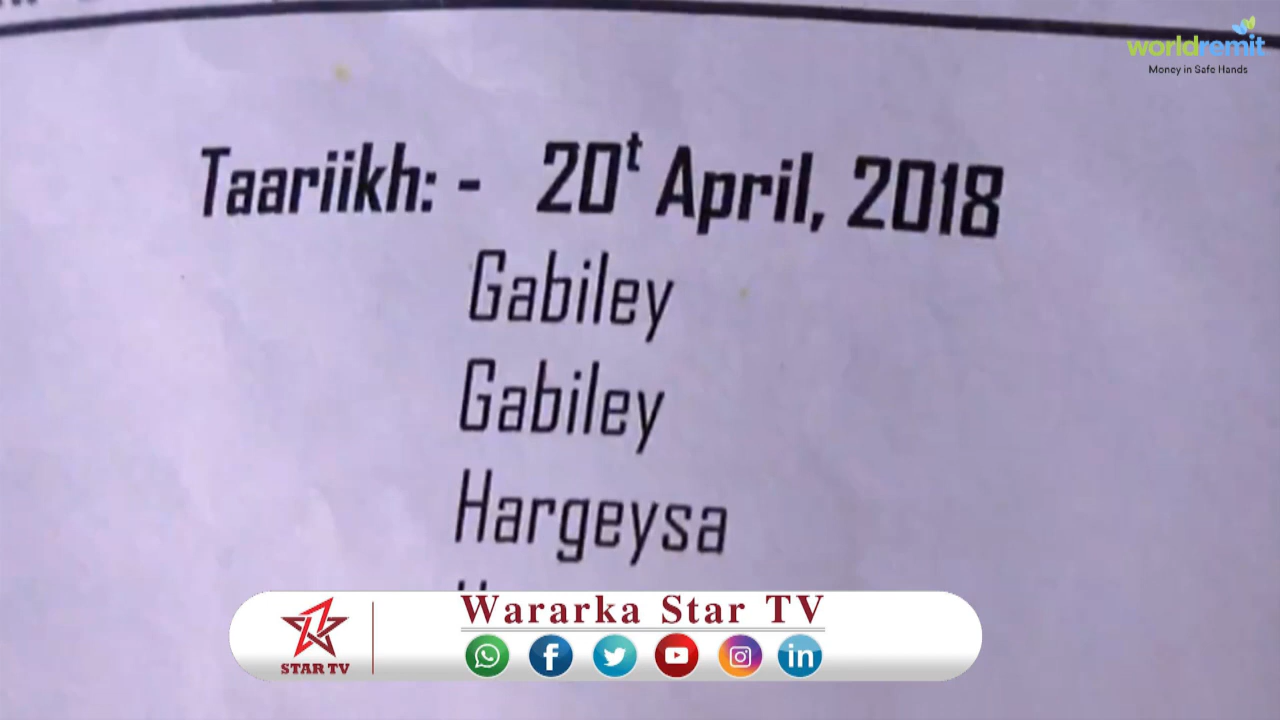 worldremit
Money in Safe Hands
Taariikh: - 20t April, 2018
Gabiley
Gabiley
Hargeysa
Wararka Star TV
STAR TV